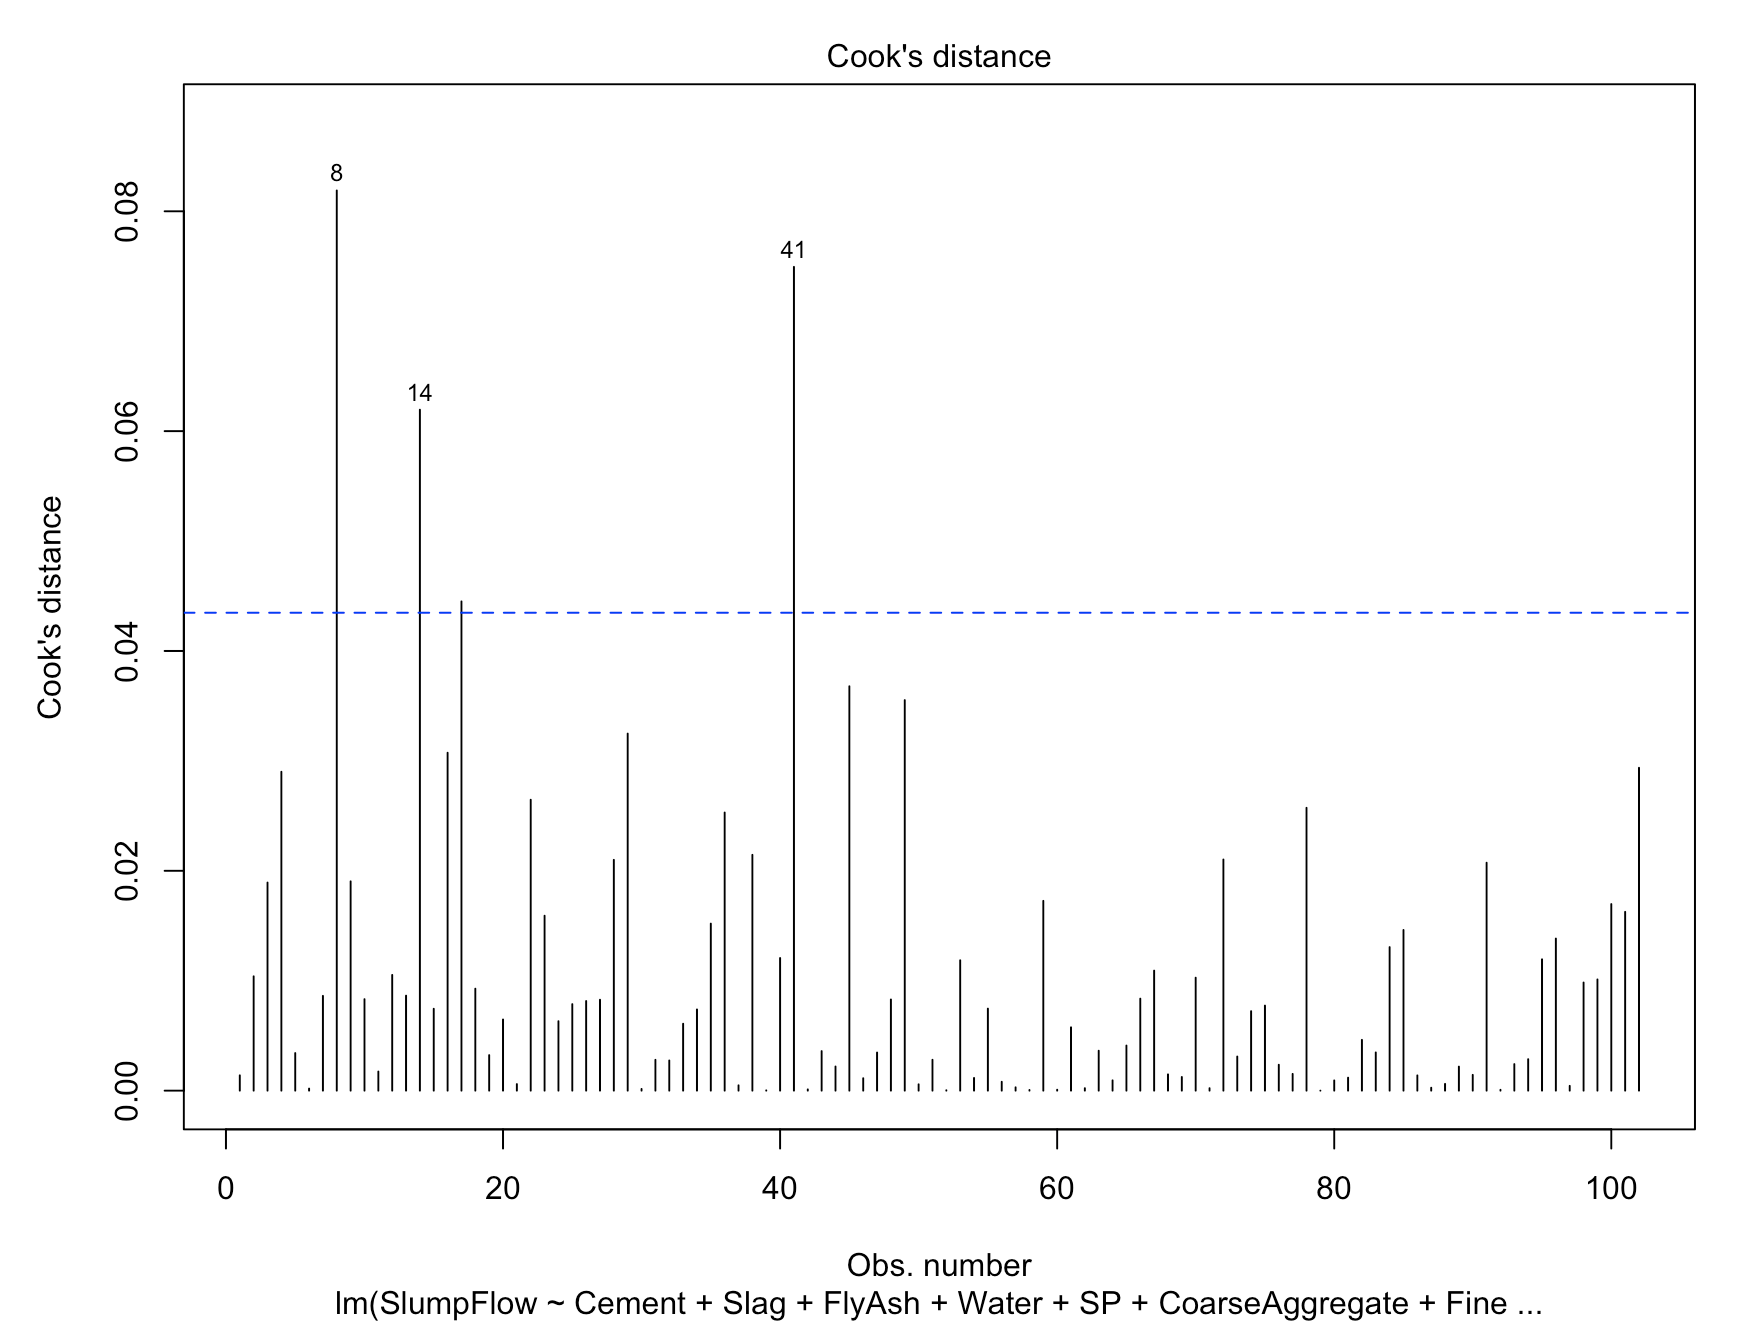 Cook's distance
8
41
14
Cook's distance
0.08
0.06
0.04
0.02
0.00
0 20 40 60 80 100
Obs. number
lm(SlumpFlow ~ Cement + Slag + FlyAsh + Water + SP + CoarseAggregate + Fine ...